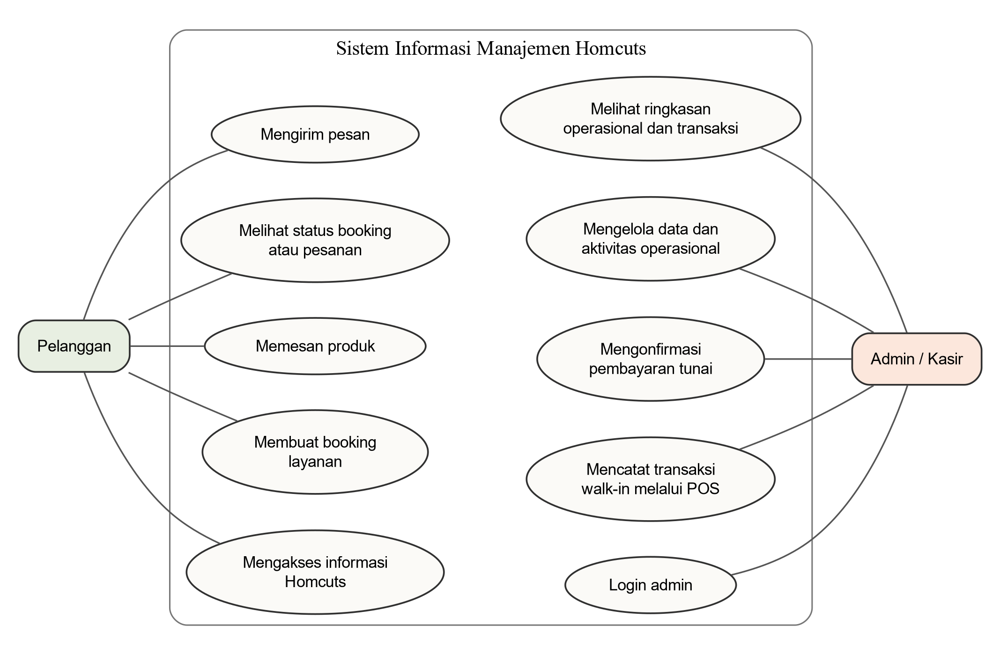 Sistem Informasi Manajemen Homcuts
Mengirim pesan
Melihat status booking
atau pesanan
Memesan produk
Membuat booking
layanan
Mengakses informasi
Homcuts
Pelanggan
Melihat ringkasan
operasional dan transaksi
Mengelola data dan
aktivitas operasional
Mengonfirmasi
pembayaran tunai
Mencatat transaksi
walk-in melalui POS
Login admin
Admin / Kasir